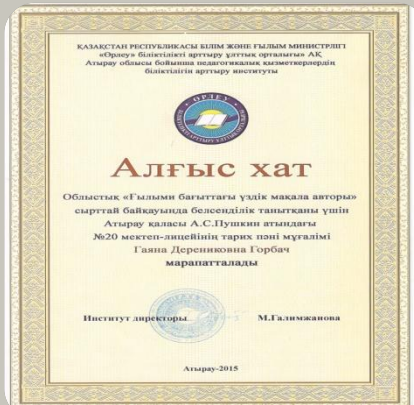 ҚАЗАҚСТАН РЕСПУБЛИКАСЫ БІЛІМ ЖӘНЕ ҒЫЛЫМ МИНИСТРЛІГІ
«Өрлеу» біліктілікті арттыру ұлттық орталығы» АҚ
Атырау облысы бойынша педагогикалық қызметкерлердің
біліктілігін арттыру институты
ӨРЛЕУ
Алғыс хат
Облыстық «Ғылыми бағыттағы үздік мақала авторы»
сырттай байқауында белсенділік танытқаны үшін
Атырау қаласы А.С.Пушкин атындағы
№20 мектеп-лицейінің тарих пәні мұғалімі
Гаяна Дерениковна Горбач
марапатталады
Институт директоры М.Галимжанова
Атырау-2015